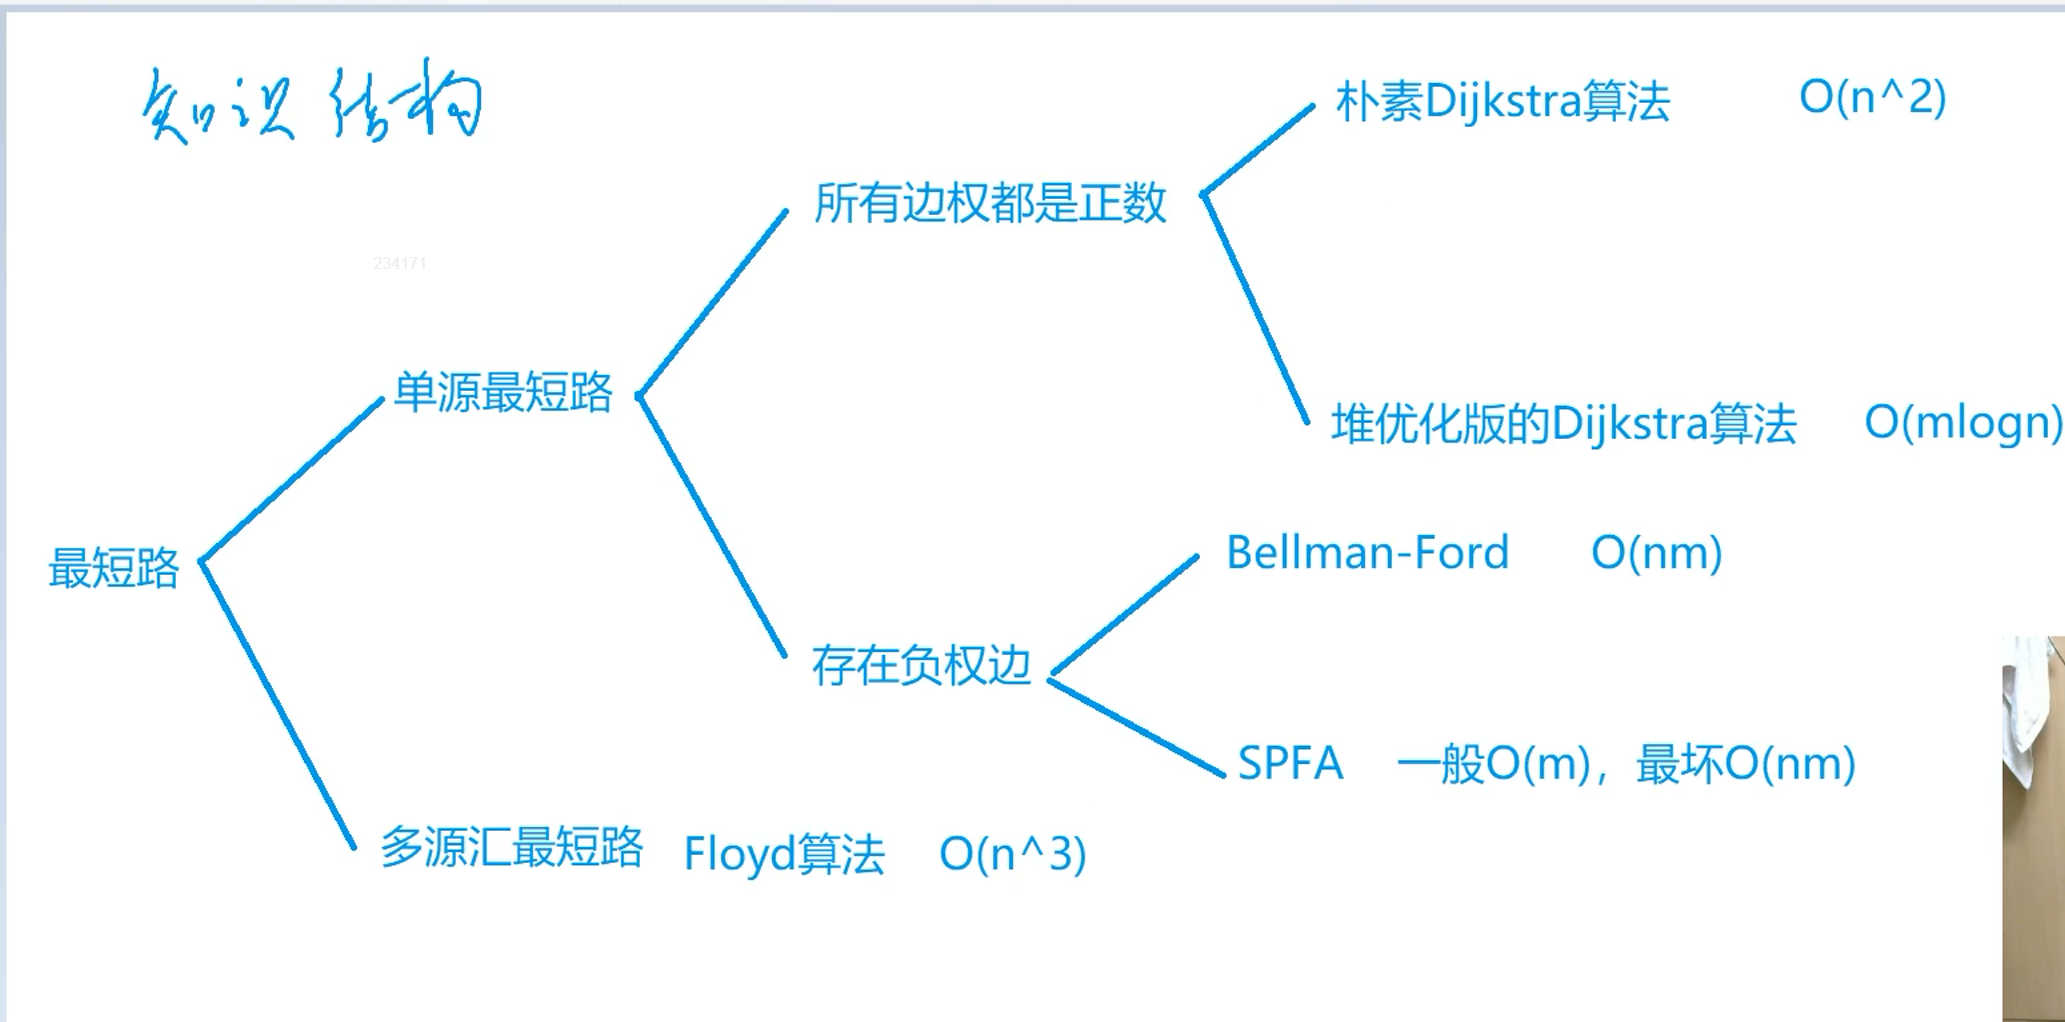 知识结构
朴素Dijkstra算法 O(n^2)
所有边权都是正数
234171
单源最短路
堆优化版的Dijkstra算法 O(mlogn)
Bellman-Ford O(nm)
最短路
存在负权边
SPFA 一般O(m)，最坏O(nm)
多源汇最短路 Floyd算法 O(n^3)